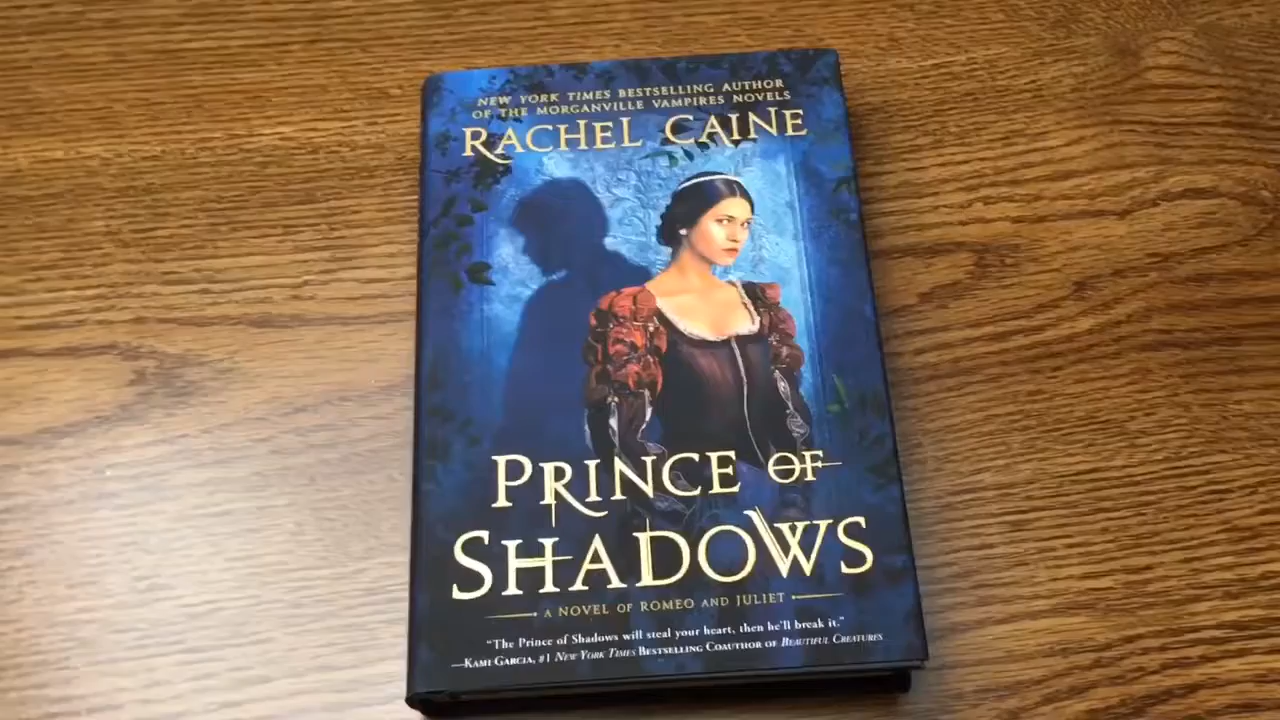 NEW YORK TIMES BESTSELLING AUTHOR
OF THE MORGANVILLE VAMPIRES NOVELS
RACHEL CAINE
PRINCE OF
SHADOWS
A NOVEL OF ROMEO AND JULIET
"The Prince of Shadows will steal your heart, then he'll break it."
—KAMI GARCIA, #1 NEW YORK TIMES BESTSELLING COAUTHOR OF BEAUTIFUL CREATURES